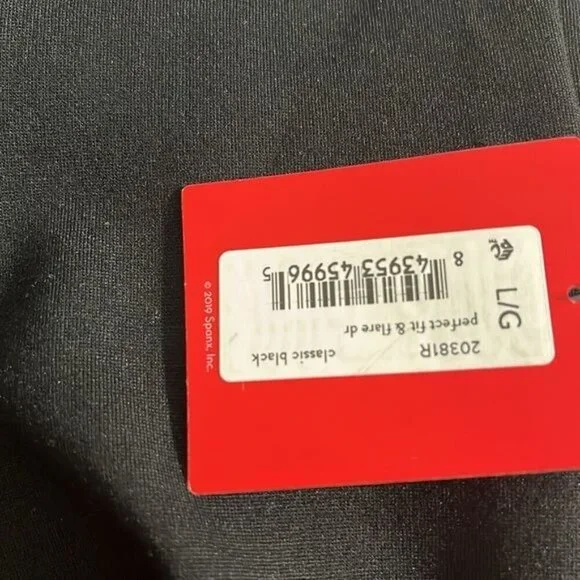 20381R classic black
perfect fit & flare dr
L/G
8 43953 45996 5
© 2019 Spanx, Inc.